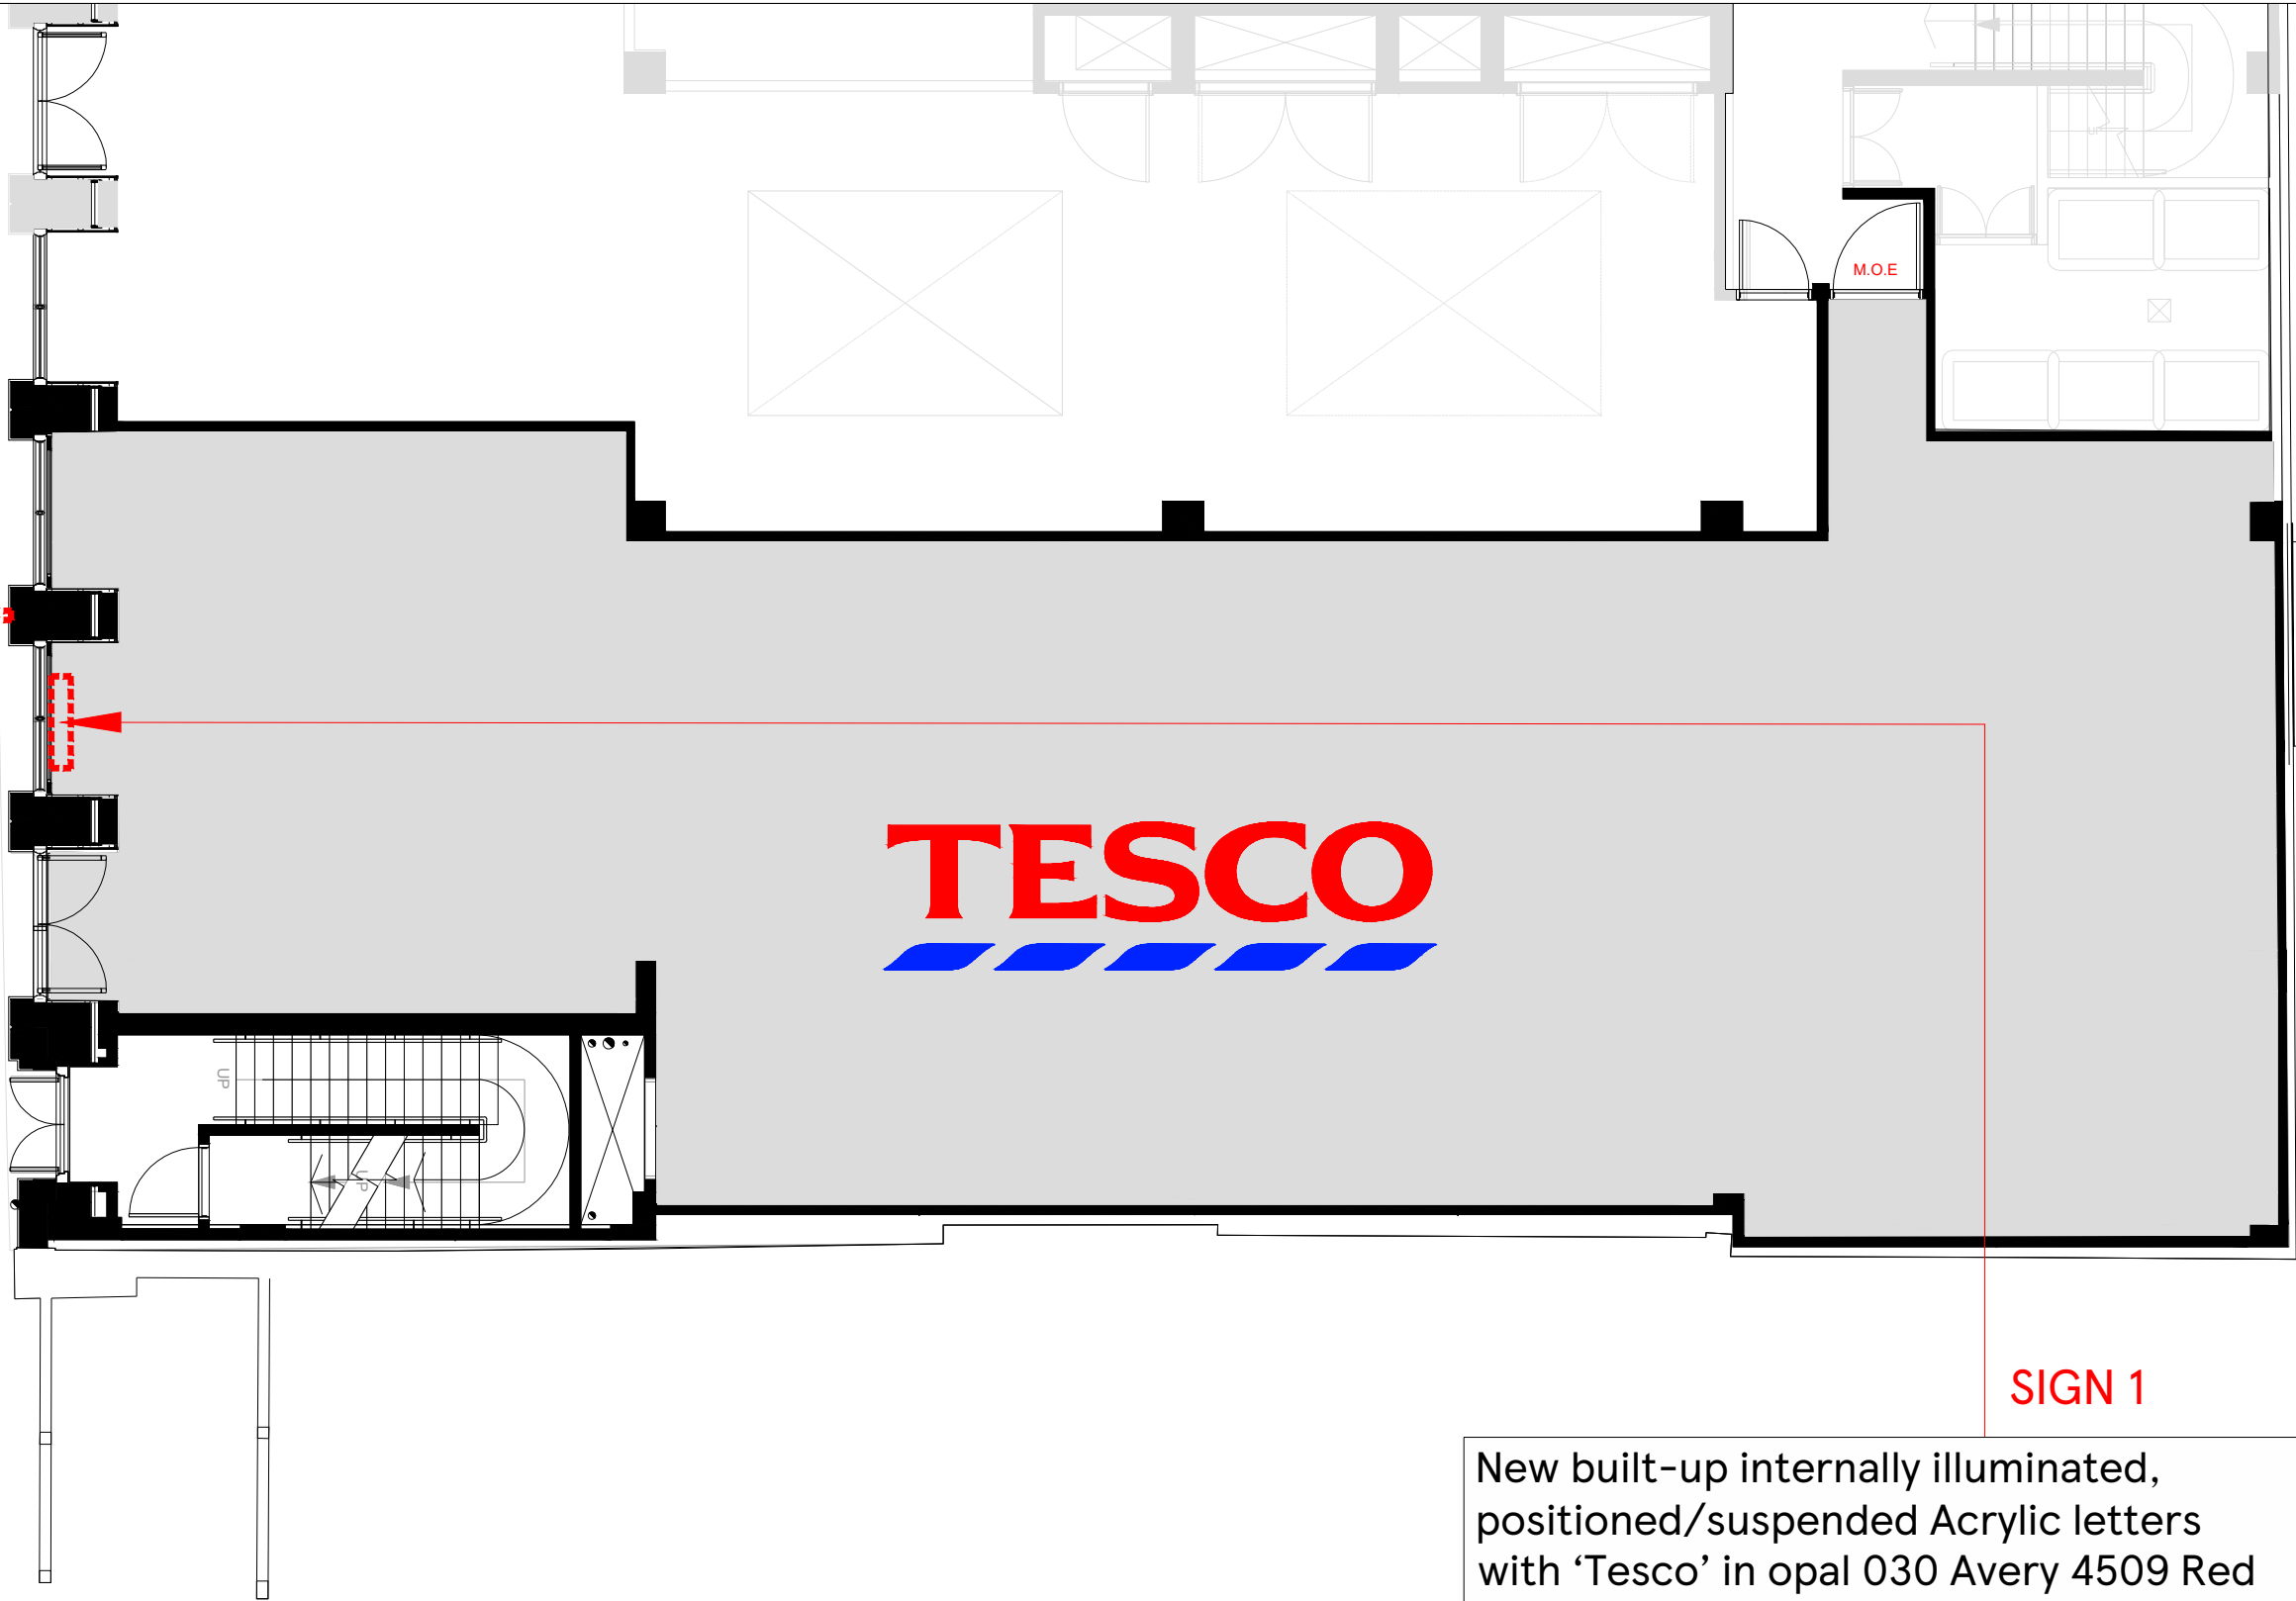 UP
M.O.E
TESCO
UP
UP
SIGN 1
New built-up internally illuminated,
positioned/suspended Acrylic letters
with ‘Tesco’ in opal 030 Avery 4509 Red